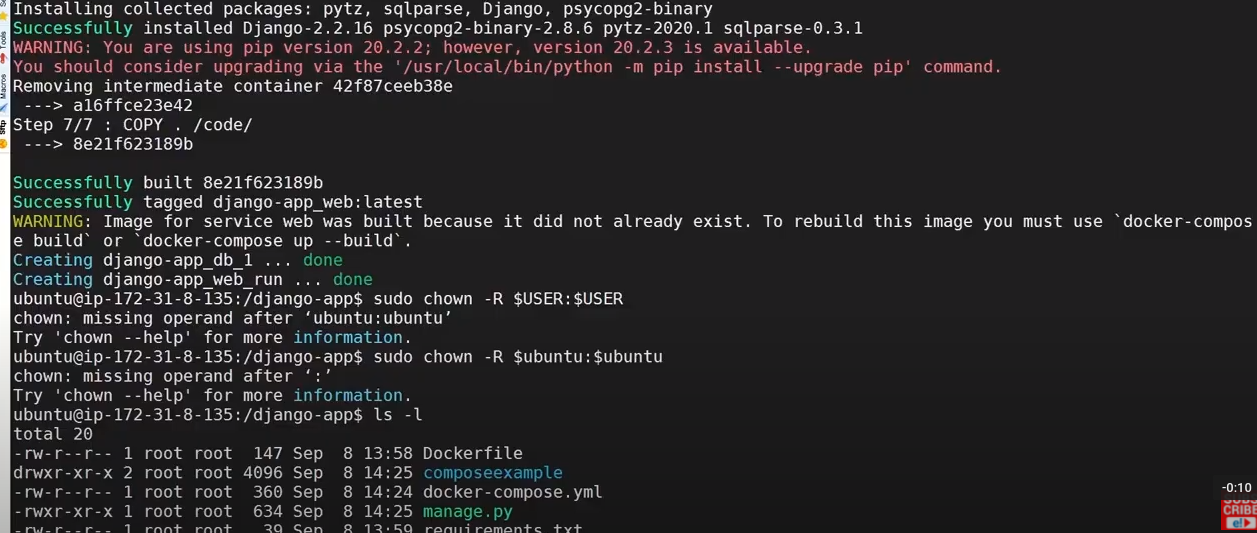 Installing collected packages: pytz, sqlparse, Django, psycopg2-binary
Successfully installed Django-2.2.16 psycopg2-binary-2.8.6 pytz-2020.1 sqlparse-0.3.1
WARNING: You are using pip version 20.2.2; however, version 20.2.3 is available.
You should consider upgrading via the '/usr/local/bin/python -m pip install --upgrade pip' command.
Removing intermediate container 42f87ceeb38e
 ---> a16ffce23e42
Step 7/7 : COPY . /code/
 ---> 8e21f623189b
Successfully built 8e21f623189b
Successfully tagged django-app_web:latest
WARNING: Image for service web was built because it did not already exist. To rebuild this image you must use `docker-compos
e build` or `docker-compose up --build`.
Creating django-app_db_1 ... done
Creating django-app_web_run ... done
ubuntu@ip-172-31-8-135:/django-app$ sudo chown -R $USER:$USER
chown: missing operand after ‘ubuntu:ubuntu’
Try 'chown --help' for more information.
ubuntu@ip-172-31-8-135:/django-app$ sudo chown -R $ubuntu:$ubuntu
chown: missing operand after ‘:’
Try 'chown --help' for more information.
ubuntu@ip-172-31-8-135:/django-app$ ls -l
total 20
-rw-r--r-- 1 root root  147 Sep  8 13:58 Dockerfile
drwxr-xr-x 2 root root 4096 Sep  8 14:25 composeexample
-rw-r--r-- 1 root root  360 Sep  8 14:24 docker-compose.yml
-rwxr-xr-x 1 root root  634 Sep  8 14:25 manage.py
-rw-r--r-- 1 root root   39 Sep  8 13:59 requirements.txt
Tools
Macros
Sftp
-0:10
SUBS
CRIBE
e!